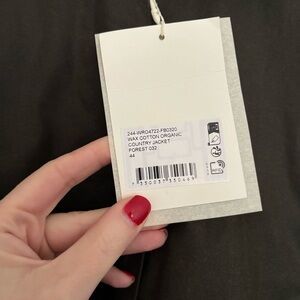 244-WRO4722-FB0320
WAX COTTON ORGANIC
COUNTRY JACKET
FOREST 032
44